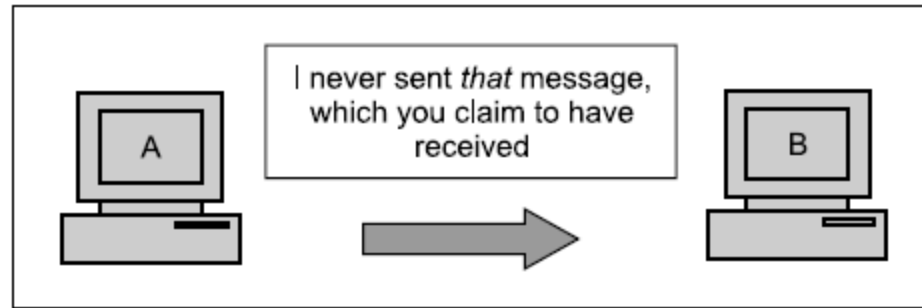 I never sent that message,
which you claim to have
received
A
B